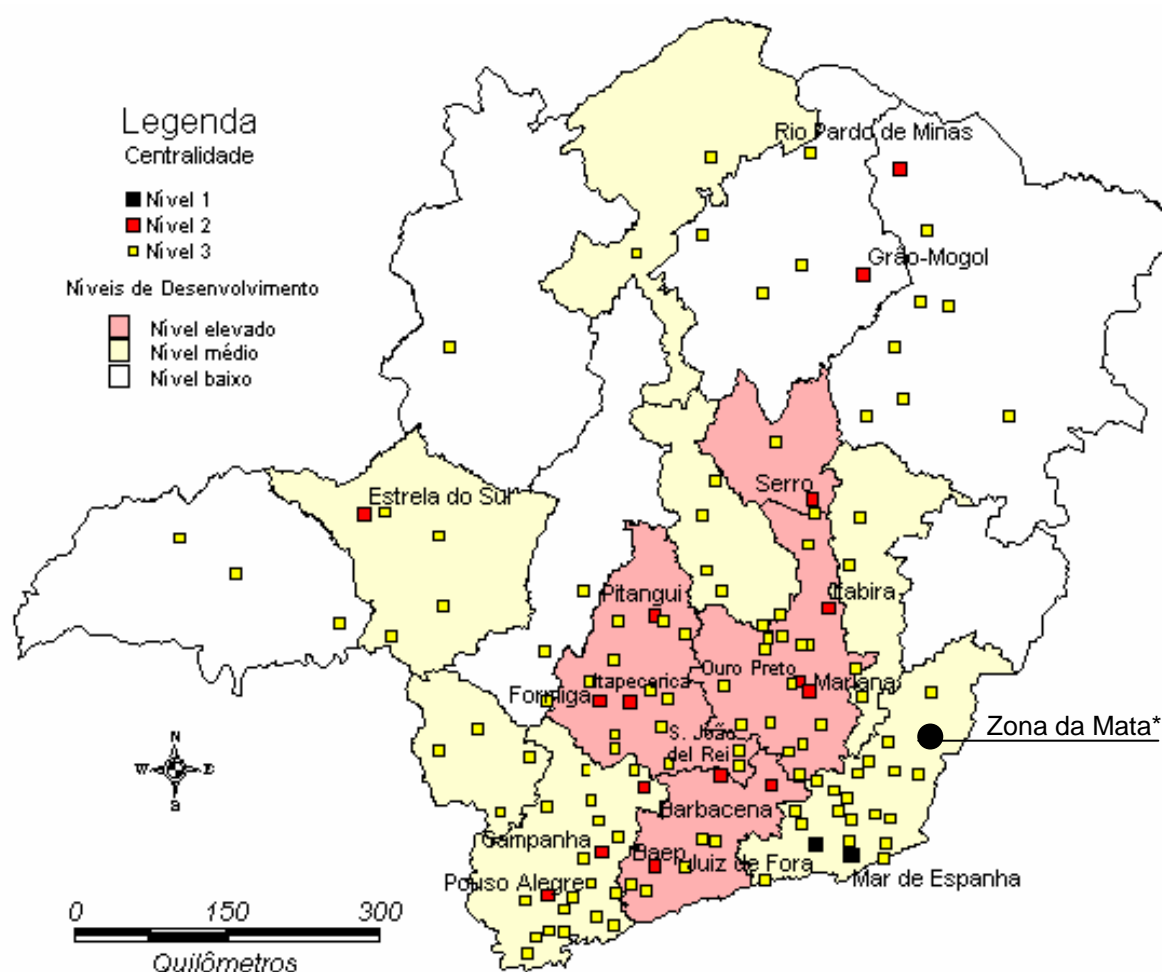 Legenda
Centralidade
Nível 1
Nível 2
Nível 3
Níveis de Desenvolvimento
Nível elevado
Nível médio
Nível baixo
Rio Pardo de Minas
Grão-Mogol
Serro
Estrela do Sul
Pitangui
Itabira
Ouro Preto
Itapecerica
Mariana
Formiga
S. João
del Rei
Zona da Mata*
Barbacena
Campanha
Baep
Juiz de Fora
Pouso Alegre
Mar de Espanha
N
W E
S
0 150 300
Quilômetros